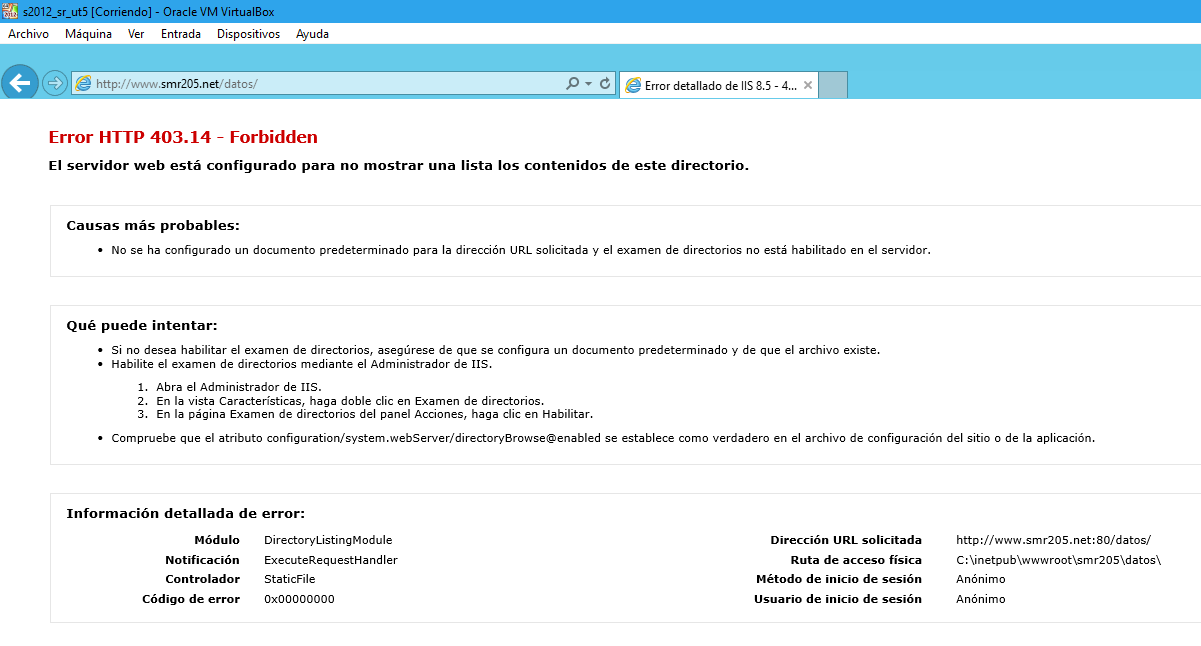 s2012_sr_ut5 [Corriendo] - Oracle VM VirtualBox
Archivo Máquina Ver Entrada Dispositivos Ayuda
http://www.smr205.net/datos/ Error detallado de IIS 8.5 - 4...
Error HTTP 403.14 - Forbidden
El servidor web está configurado para no mostrar una lista los contenidos de este directorio.
Causas más probables:
• No se ha configurado un documento predeterminado para la dirección URL solicitada y el examen de directorios no está habilitado en el servidor.
Qué puede intentar:
• Si no desea habilitar el examen de directorios, asegúrese de que se configura un documento predeterminado y de que el archivo existe.
• Habilite el examen de directorios mediante el Administrador de IIS.
1. Abra el Administrador de IIS.
2. En la vista Características, haga doble clic en Examen de directorios.
3. En la página Examen de directorios del panel Acciones, haga clic en Habilitar.
• Compruebe que el atributo configuration/system.webServer/directoryBrowse@enabled se establece como verdadero en el archivo de configuración del sitio o de la aplicación.
Información detallada de error:
Módulo DirectoryListingModule Dirección URL solicitada http://www.smr205.net:80/datos/
Notificación ExecuteRequestHandler Ruta de acceso física C:\inetpub\wwwroot\smr205\datos\
Controlador StaticFile Método de inicio de sesión Anónimo
Código de error 0x00000000 Usuario de inicio de sesión Anónimo